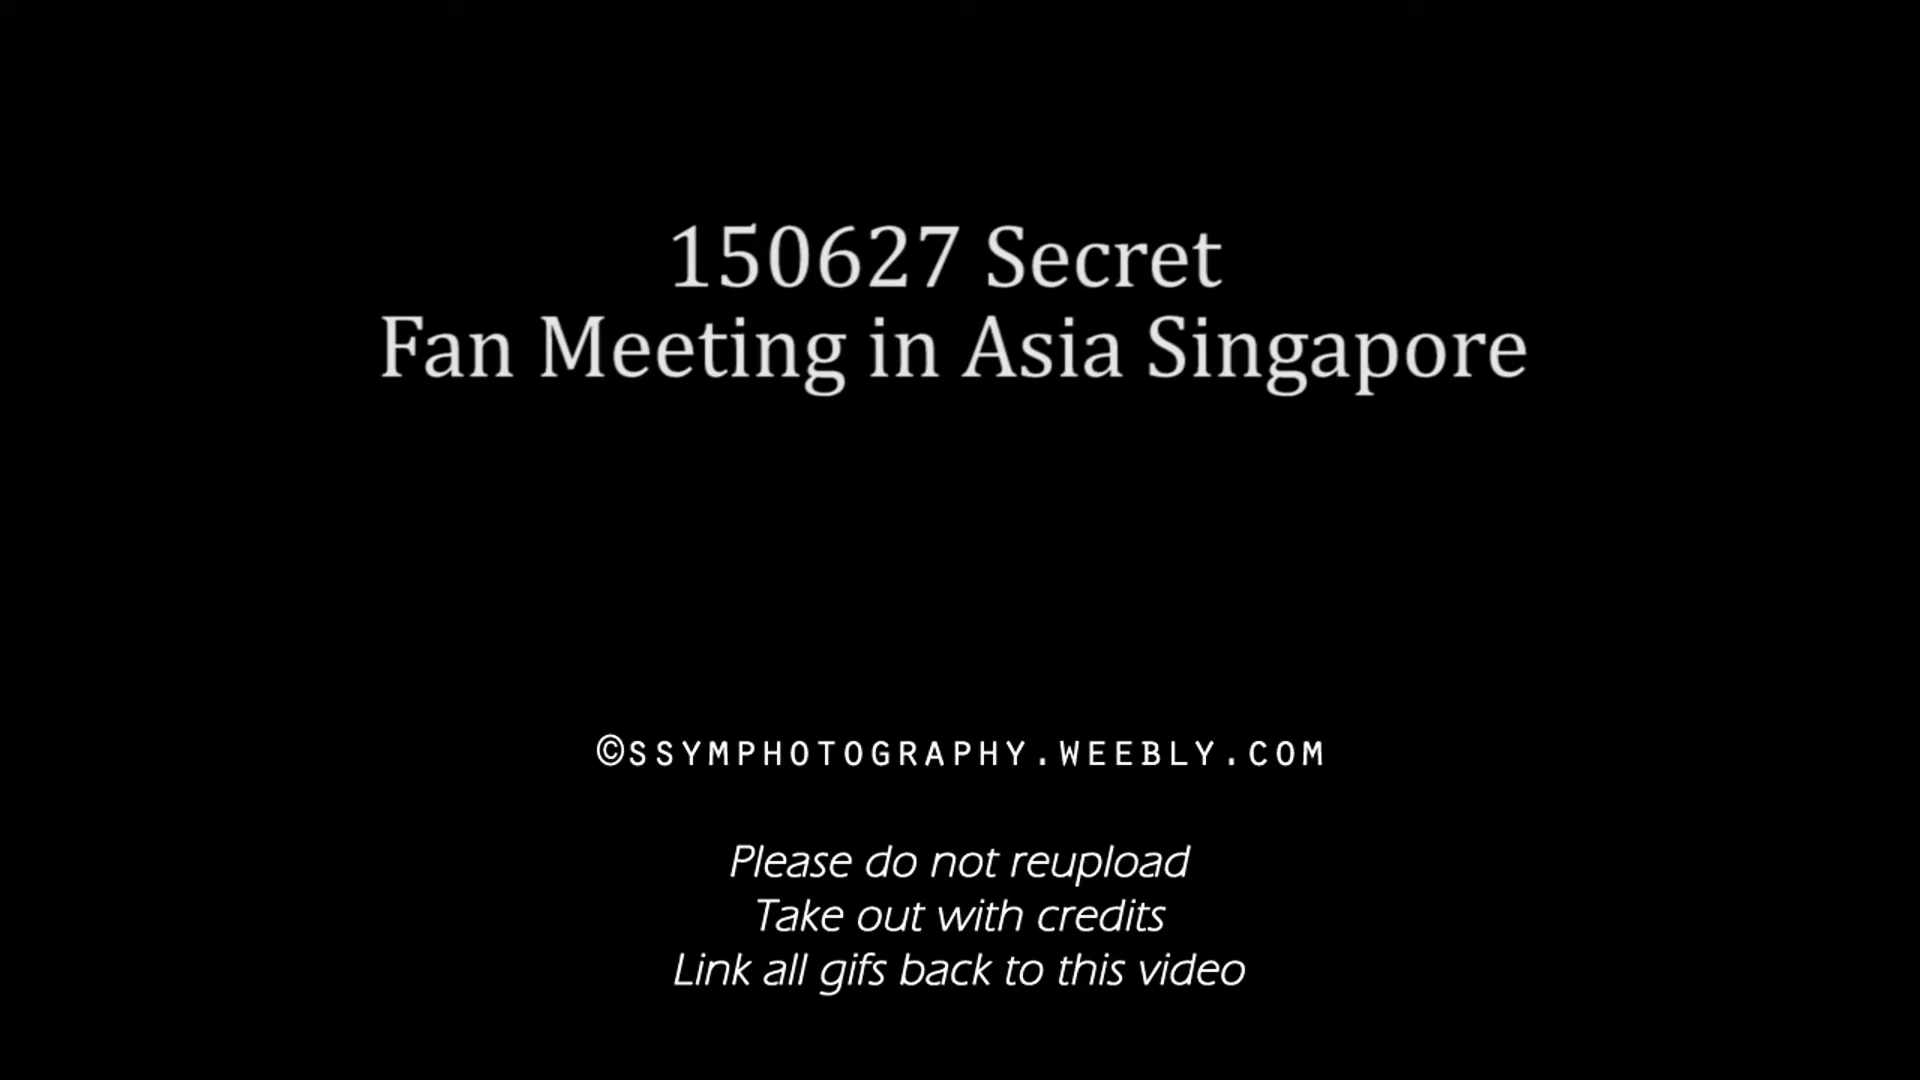 150627 Secret
Fan Meeting in Asia Singapore
©SSYMPHOTOGRAPHY.WEEBLY.COM
Please do not reupload
Take out with credits
Link all gifs back to this video